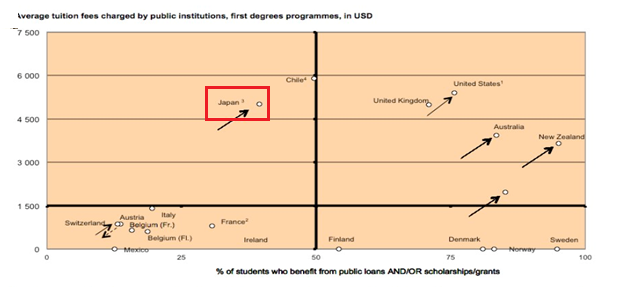 Average tuition fees charged by public institutions, first degrees programmes, in USD
7 500
6 000
Chile⁴
United States¹
Japan ³
United Kingdom
4 500
Australia
New Zealand
3 000
1 500
Austria
Italy
Switzerland
Belgium (Fr.)
France²
Belgium (Fl.)
Ireland
Finland
Denmark
Sweden
Mexico
Norway
0
0
25
50
75
100
% of students who benefit from public loans AND/OR scholarships/grants